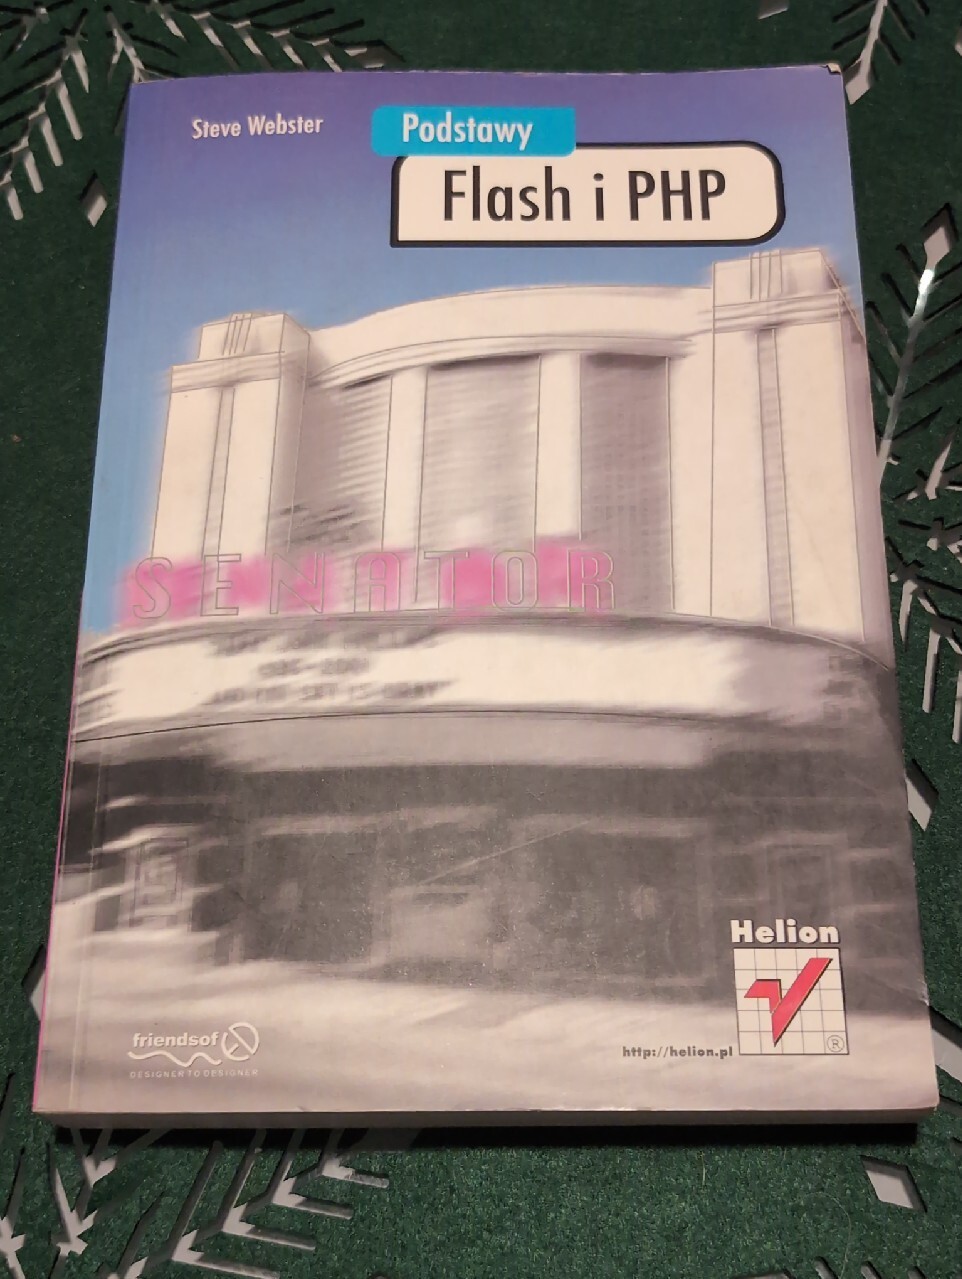 Steve Webster
Podstawy
Flash i PHP
SENATOR
Helion
http://helion.pl
®
friendsof
DESIGNER TO DESIGNER